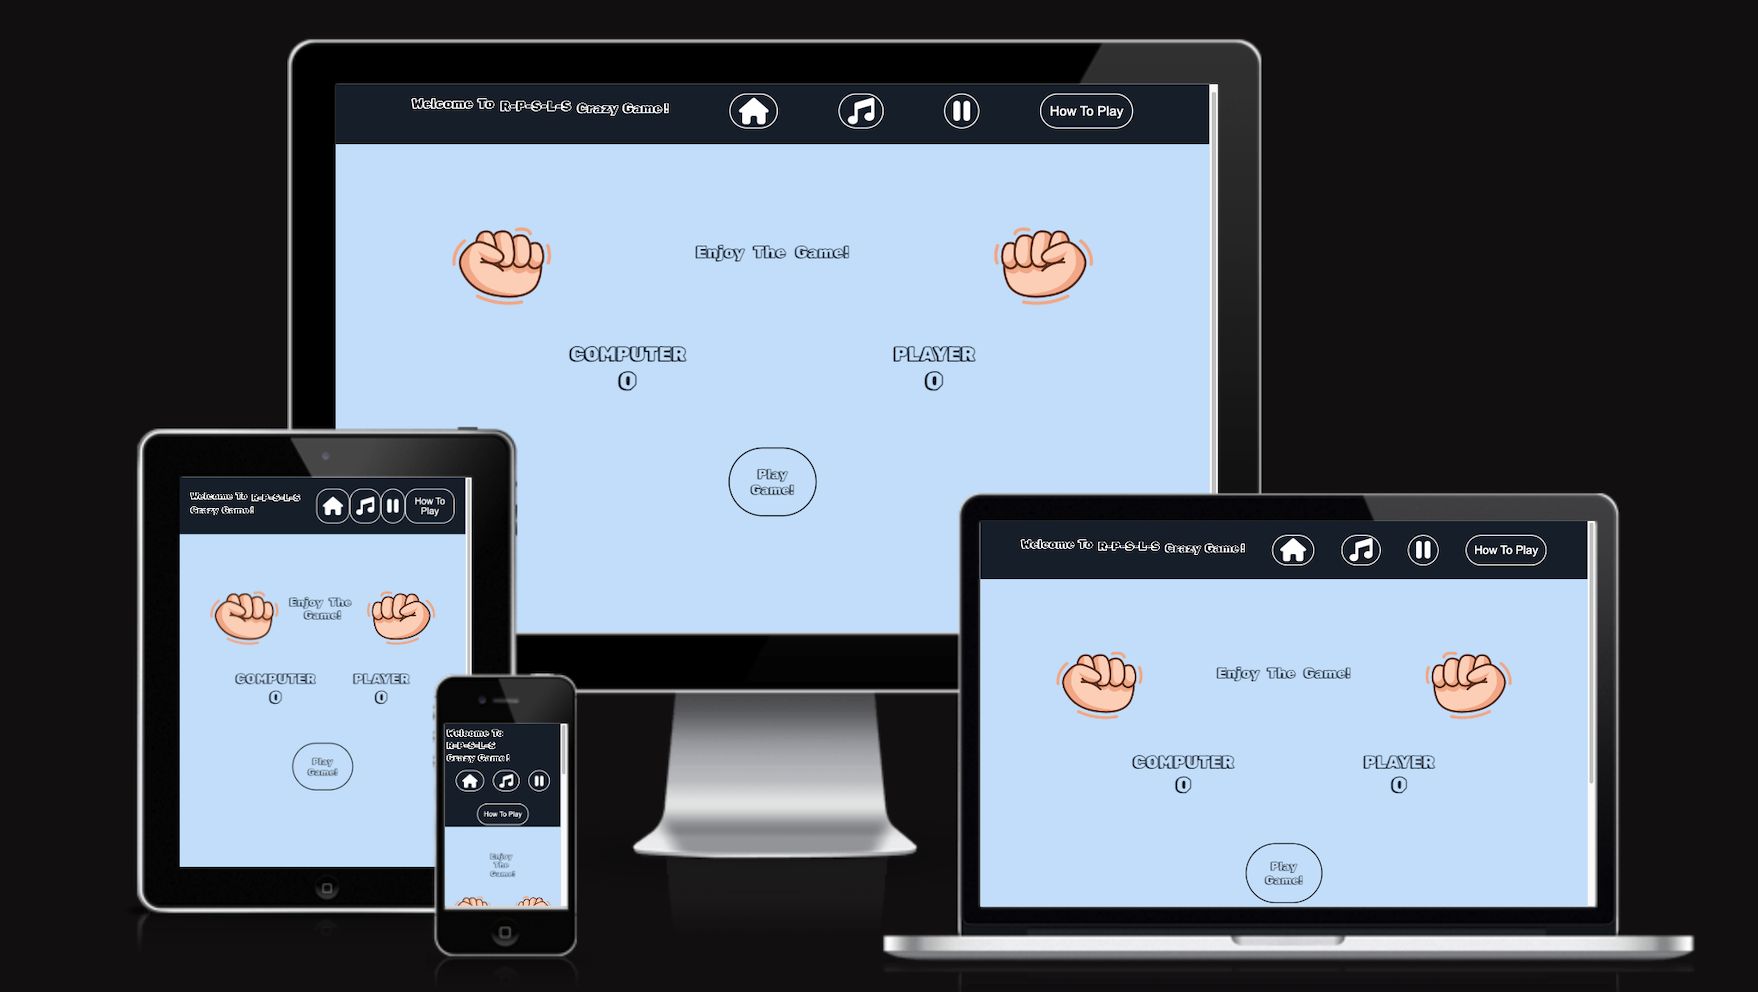 Welcome To R-P-S-L-S Crazy Game!
How To Play
Enjoy The Game!
COMPUTER
0
PLAYER
0
Play
Game!
Welcome To R-P-S-L-S
Crazy Game!
How To
Play
Enjoy The
Game!
COMPUTER
0
PLAYER
0
Play
Game!
Welcome To
R-P-S-L-S
Crazy Game!
How To Play
Enjoy
The
Game!
Welcome To R-P-S-L-S Crazy Game!
How To Play
Enjoy The Game!
COMPUTER
0
PLAYER
0
Play
Game!